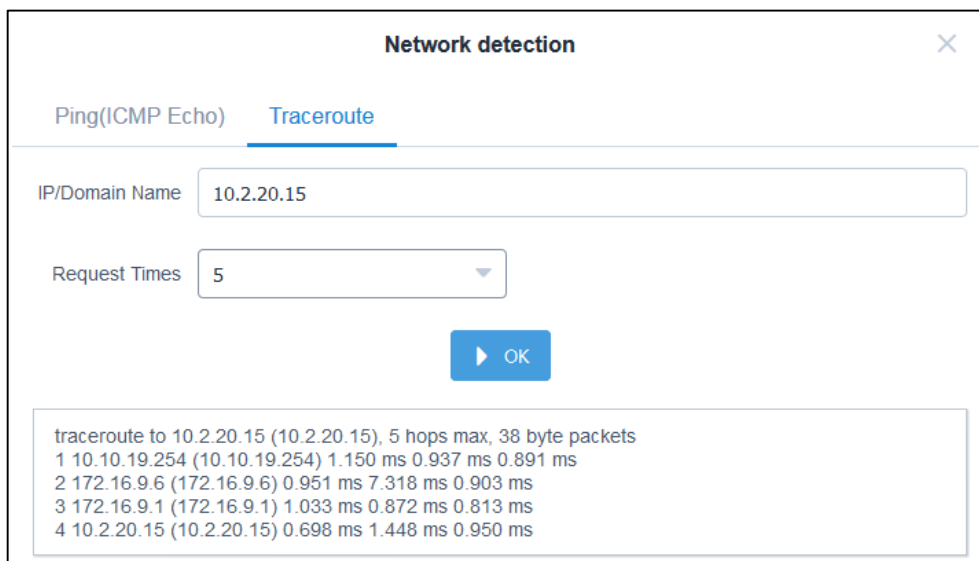 Network detection
Ping(ICMP Echo) Traceroute
IP/Domain Name 10.2.20.15
Request Times 5
OK
traceroute to 10.2.20.15 (10.2.20.15), 5 hops max, 38 byte packets
1 10.10.19.254 (10.10.19.254) 1.150 ms 0.937 ms 0.891 ms
2 172.16.9.6 (172.16.9.6) 0.951 ms 7.318 ms 0.903 ms
3 172.16.9.1 (172.16.9.1) 1.033 ms 0.872 ms 0.813 ms
4 10.2.20.15 (10.2.20.15) 0.698 ms 1.448 ms 0.950 ms